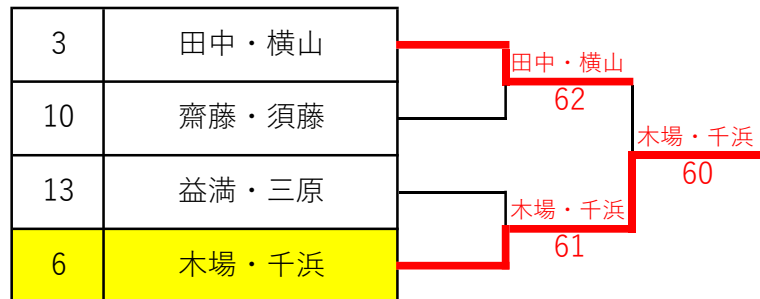 3 田中・横山
10 齋藤・須藤
13 益満・三原
6 木場・千浜
田中・横山
62
木場・千浜
61
木場・千浜
60